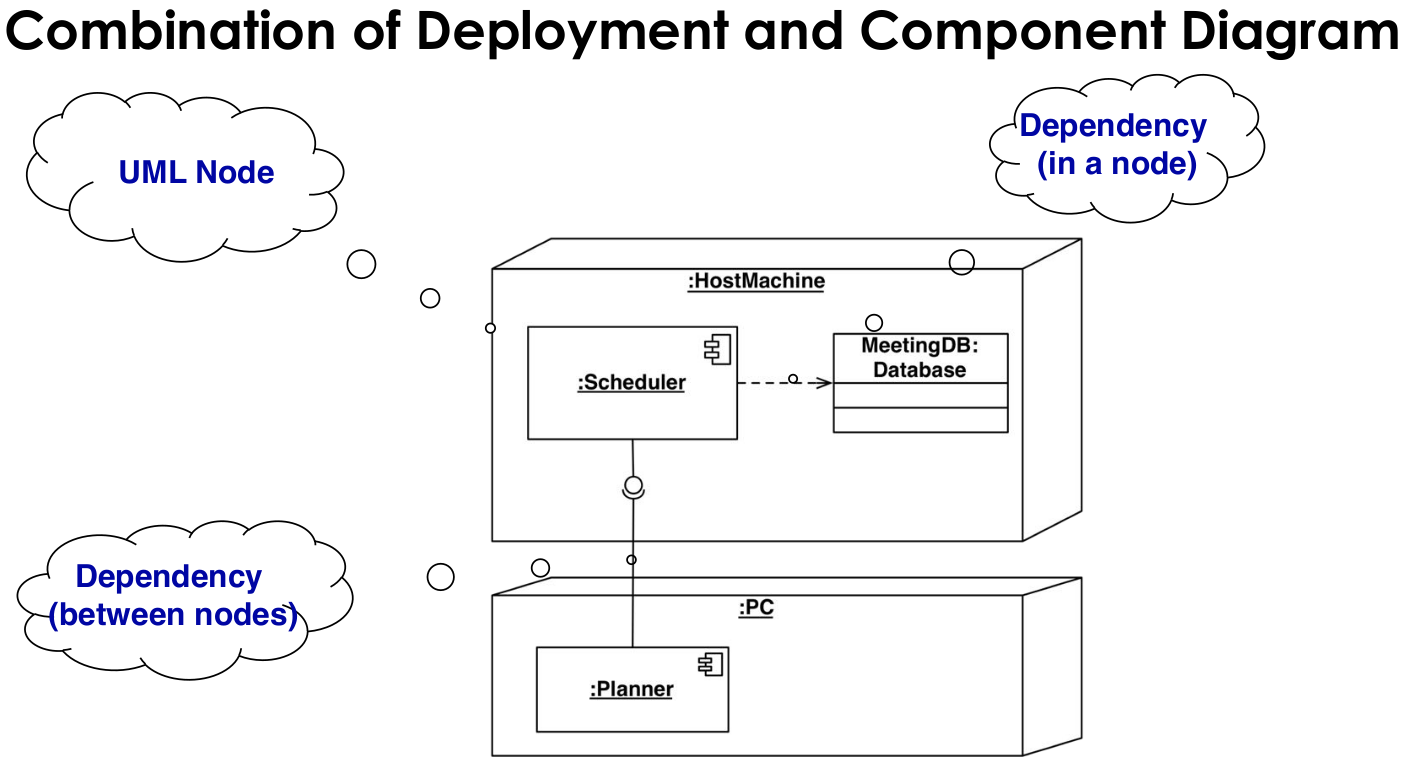 Combination of Deployment and Component Diagram
UML Node
Dependency
(in a node)
:HostMachine
:Scheduler
MeetingDB:
Database
Dependency
(between nodes)
:PC
:Planner